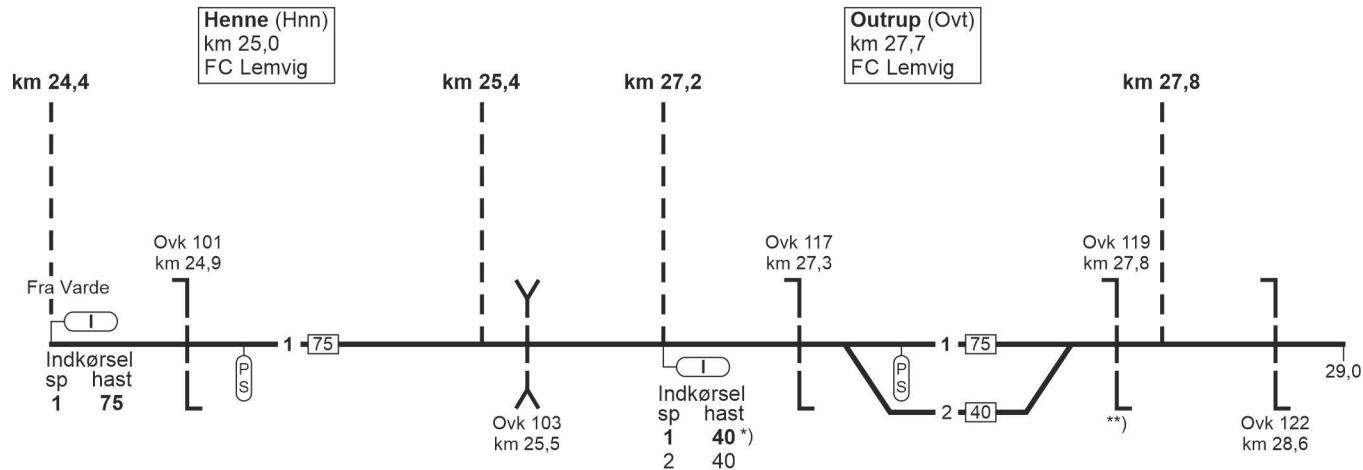 Henne (Hnn)
km 25,0
FC Lemvig
Outrup (Ovt)
km 27,7
FC Lemvig
km 24,4
km 25,4
km 27,2
km 27,8
Ovk 101
km 24,9
Ovk 117
km 27,3
Ovk 119
km 27,8
Fra Varde
I
1 75
1 75
Indkørsel
sp hast
1 75
P
S
I
P
S
29,0
Indkørsel
sp hast
1 40 *)
2 40
2 40
Ovk 103
km 25,5
**)
Ovk 122
km 28,6